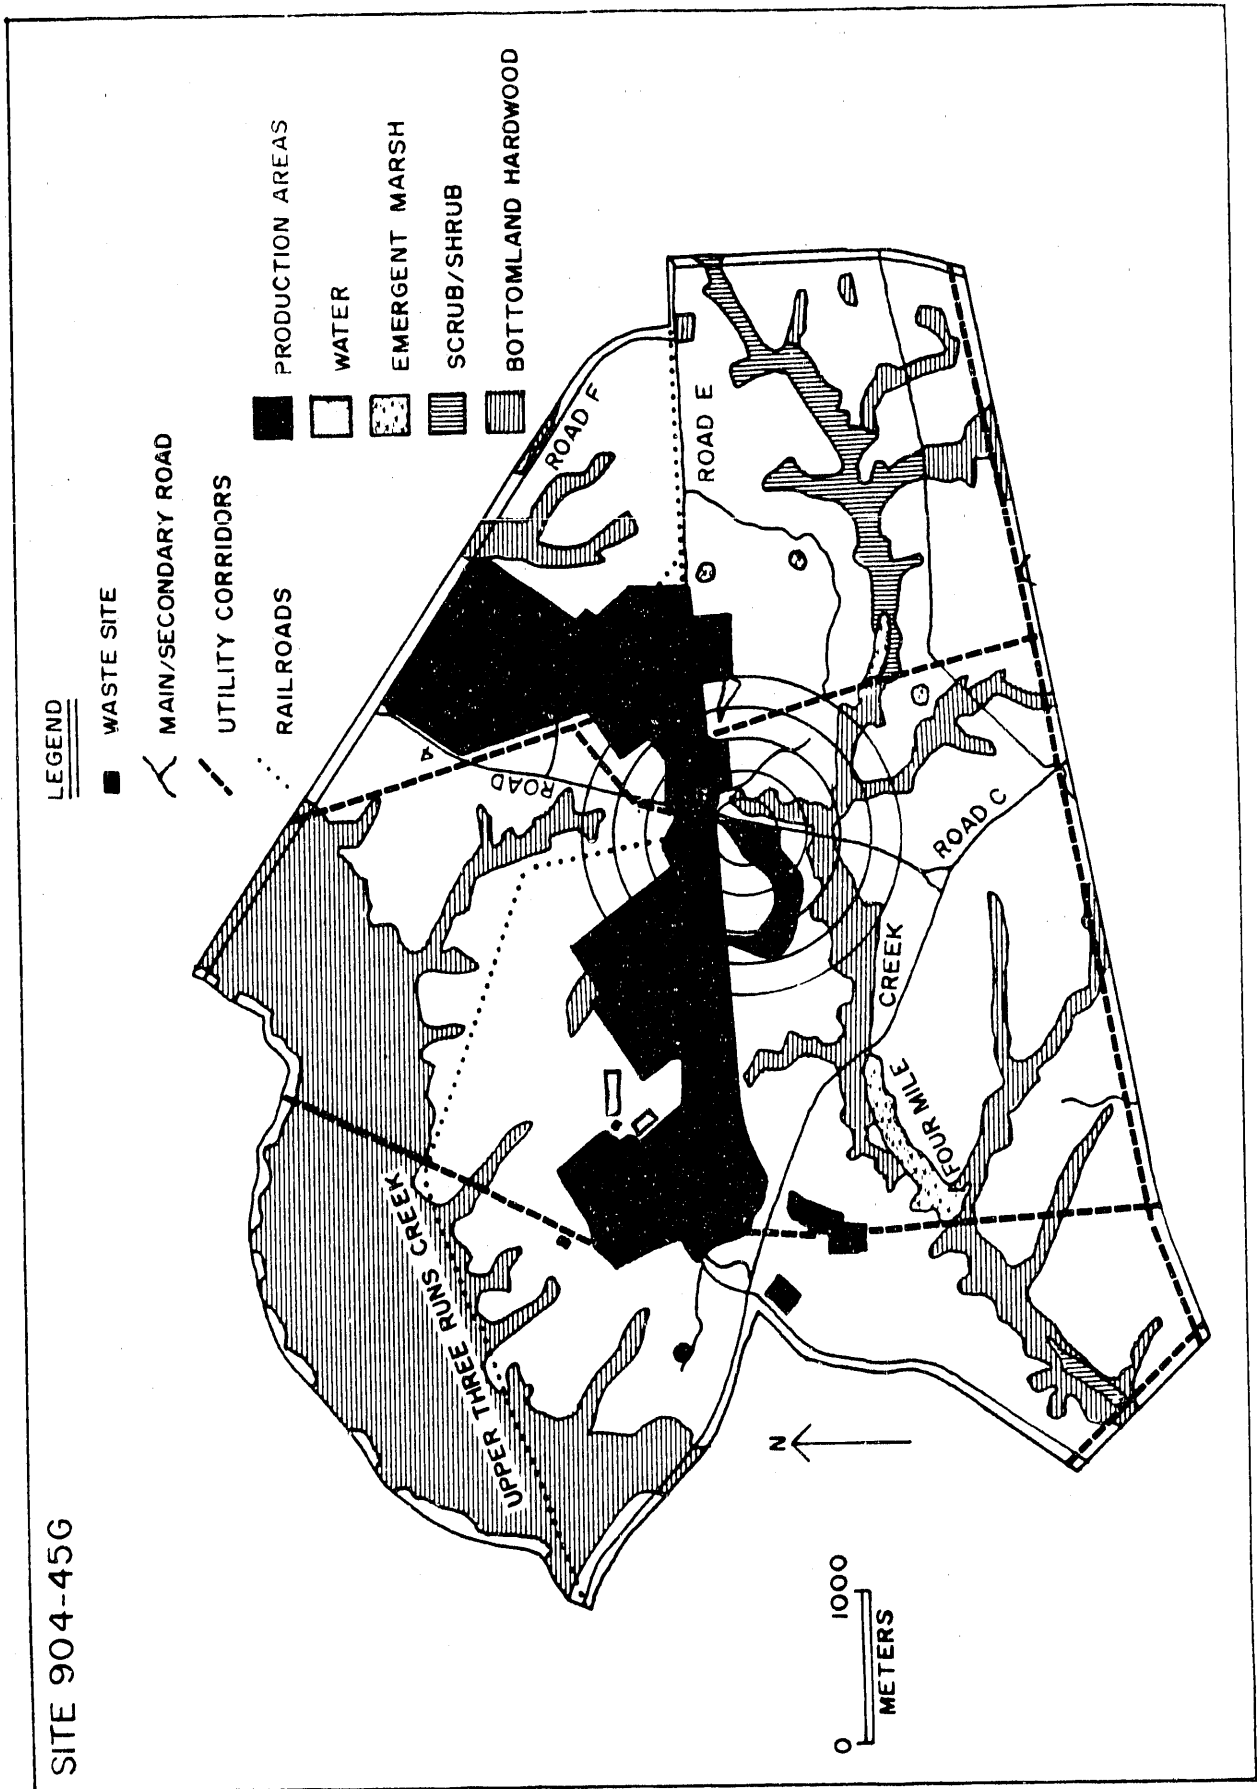 SITE 904-45G
LEGEND
WASTE SITE
MAIN/SECONDARY ROAD
UTILITY CORRIDORS
RAILROADS
PRODUCTION AREAS
WATER
EMERGENT MARSH
SCRUB/SHRUB
BOTTOMLAND HARDWOOD
UPPER THREE RUNS CREEK
ROAD
ROAD F
ROAD E
ROAD C
FOUR MILE
CREEK
N
0
1000
METERS